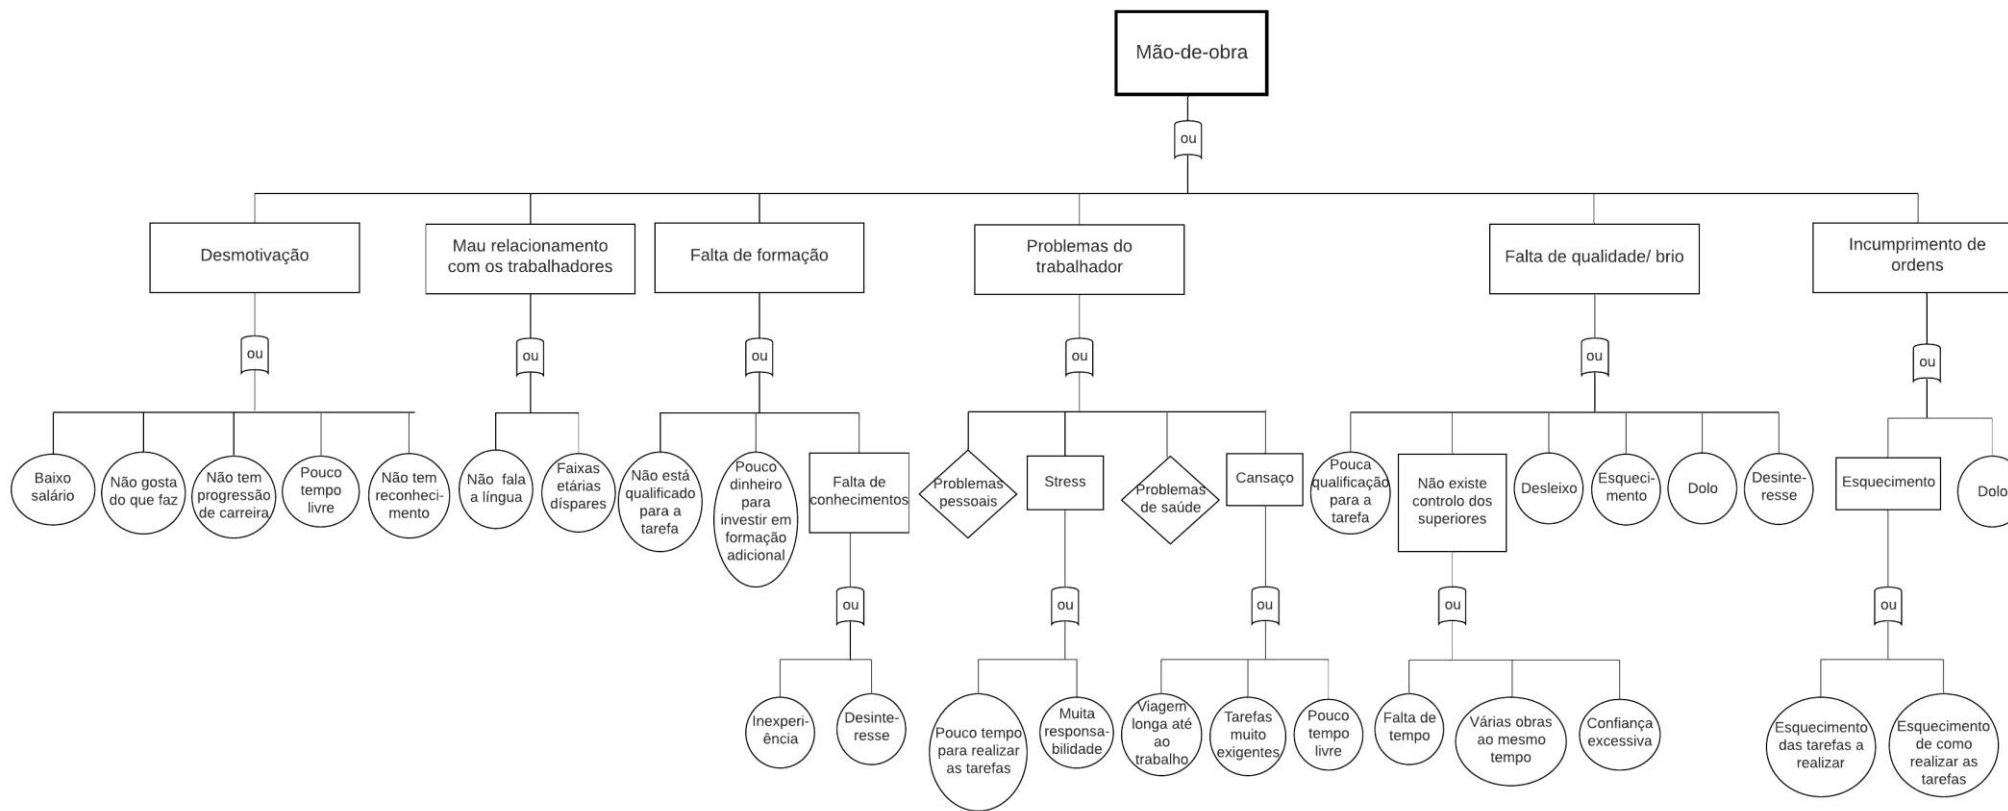 Mão-de-obra
ou
Desmotivação
Mau relacionamento
com os trabalhadores
Falta de formação
Problemas do
trabalhador
Falta de qualidade/ brio
Incumprimento de
ordens
ou
ou
ou
ou
ou
ou
Baixo
salário
Não gosta
do que faz
Não tem
progressão
de carreira
Pouco
tempo
livre
Não tem
reconheci-
mento
Não fala
a língua
Faixas
etárias
díspares
Não está
qualificado
para a
tarefa
Pouco
dinheiro
para
investir em
formação
adicional
Falta de
conhecimentos
Problemas
pessoais
Stress
Problemas
de saúde
Cansaço
Pouca
qualificação
para a
tarefa
Não existe
controlo dos
superiores
Desleixo
Esqueci-
mento
Dolo
Desinte-
resse
Esquecimento
Dolo
ou
ou
ou
ou
ou
Inexperi-
ência
Desinte-
resse
Pouco tempo
para realizar
as tarefas
Muita
responsa-
bilidade
Viagem
longa até
ao
trabalho
Tarefas
muito
exigentes
Pouco
tempo
livre
Falta de
tempo
Várias obras
ao mesmo
tempo
Confiança
excessiva
Esquecimento
das tarefas a
realizar
Esquecimento
de como
realizar as
tarefas